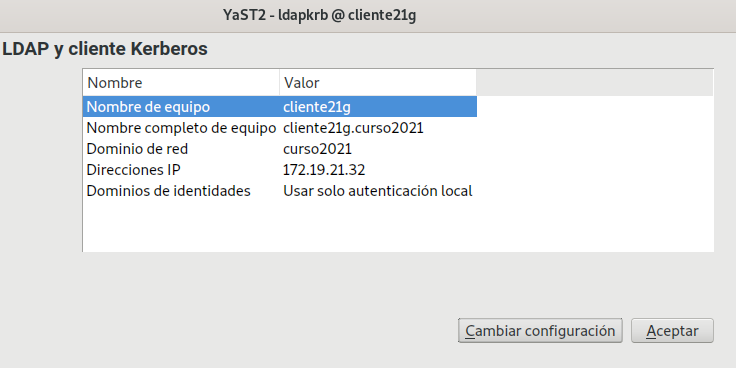 YaST2 - ldapkrb @ cliente21g
LDAP y cliente Kerberos
Nombre Valor
Nombre de equipo cliente21g
Nombre completo de equipo cliente21g.curso2021
Dominio de red curso2021
Direcciones IP 172.19.21.32
Dominios de identidades Usar solo autenticación local
Cambiar configuración Aceptar